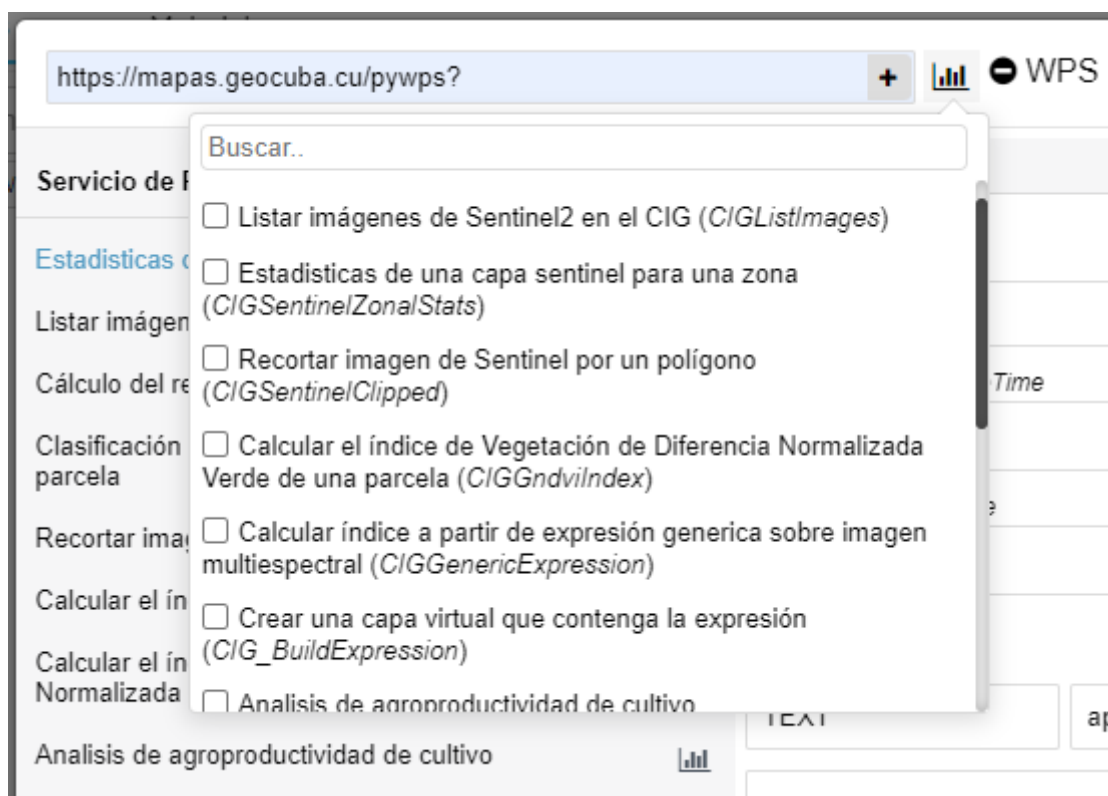 https://mapas.geocuba.cu/pywps?
+
WPS
Buscar..
Servicio de
Listar imágenes de Sentinel2 en el CIG (CIGListImages)
Estadisticas
Estadisticas de una capa sentinel para una zona
(CIGSentinelZonalStats)
Listar imágen
Recortar imagen de Sentinel por un polígono
(CIGSentinelClipped)
Cálculo del re
Time
Clasificación
parcela
Calcular el índice de Vegetación de Diferencia Normalizada
Verde de una parcela (CIGGndviIndex)
Recortar ima
Calcular índice a partir de expresión generica sobre imagen
multiespectral (CIGGenericExpression)
Calcular el ín
Crear una capa virtual que contenga la expresión
(CIG_BuildExpression)
Calcular el ín
Normalizada
Analisis de agroproductividad de cultivo
TEXT
ap
Analisis de agroproductividad de cultivo